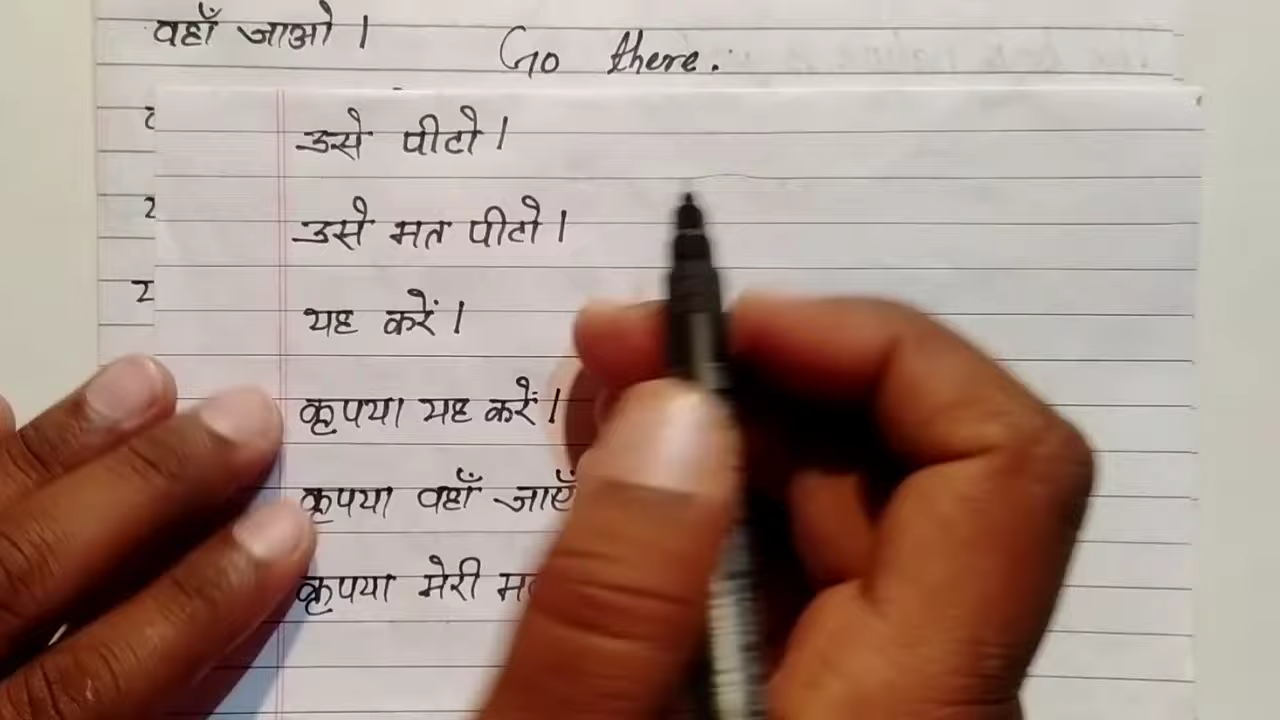 वहाँ जाओ। Go there.
उसे पीटो।
उसे मत पीटो।
यह करें।
कृपया यह करें।
कृपया वहाँ जाएँ
कृपया मेरी